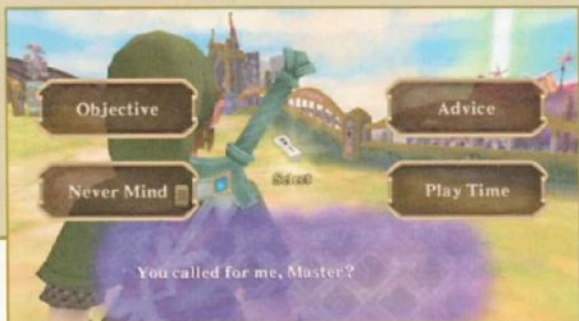 Objective
Advice
Never Mind
Select
Play Time
You called for me, Master?